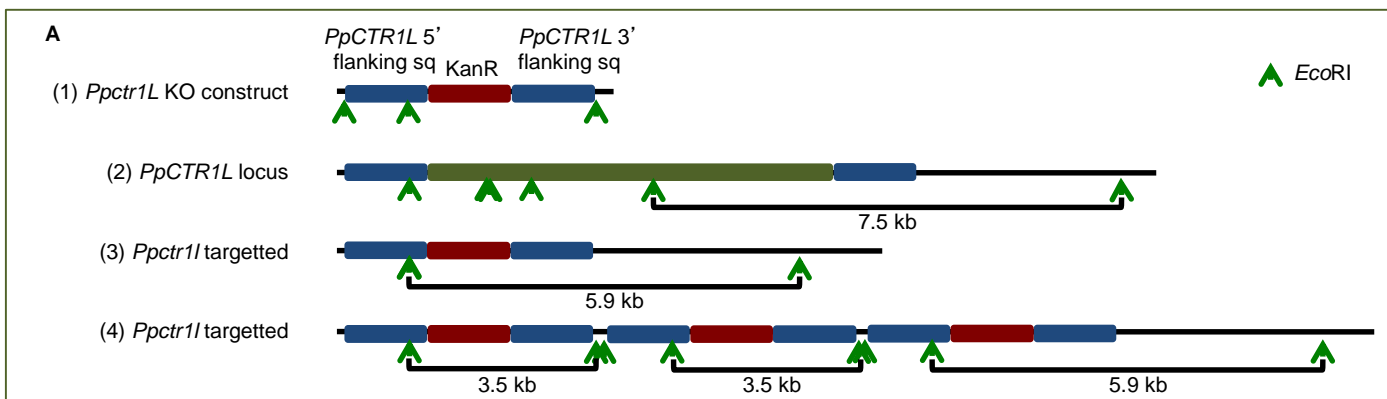 A
PpCTR1L 5’
flanking sq
KanR
PpCTR1L 3’
flanking sq
EcoRI
(1) Ppctr1L KO construct
(2) PpCTR1L locus
7.5 kb
(3) Ppctr1l targetted
5.9 kb
(4) Ppctr1l targetted
3.5 kb
3.5 kb
5.9 kb